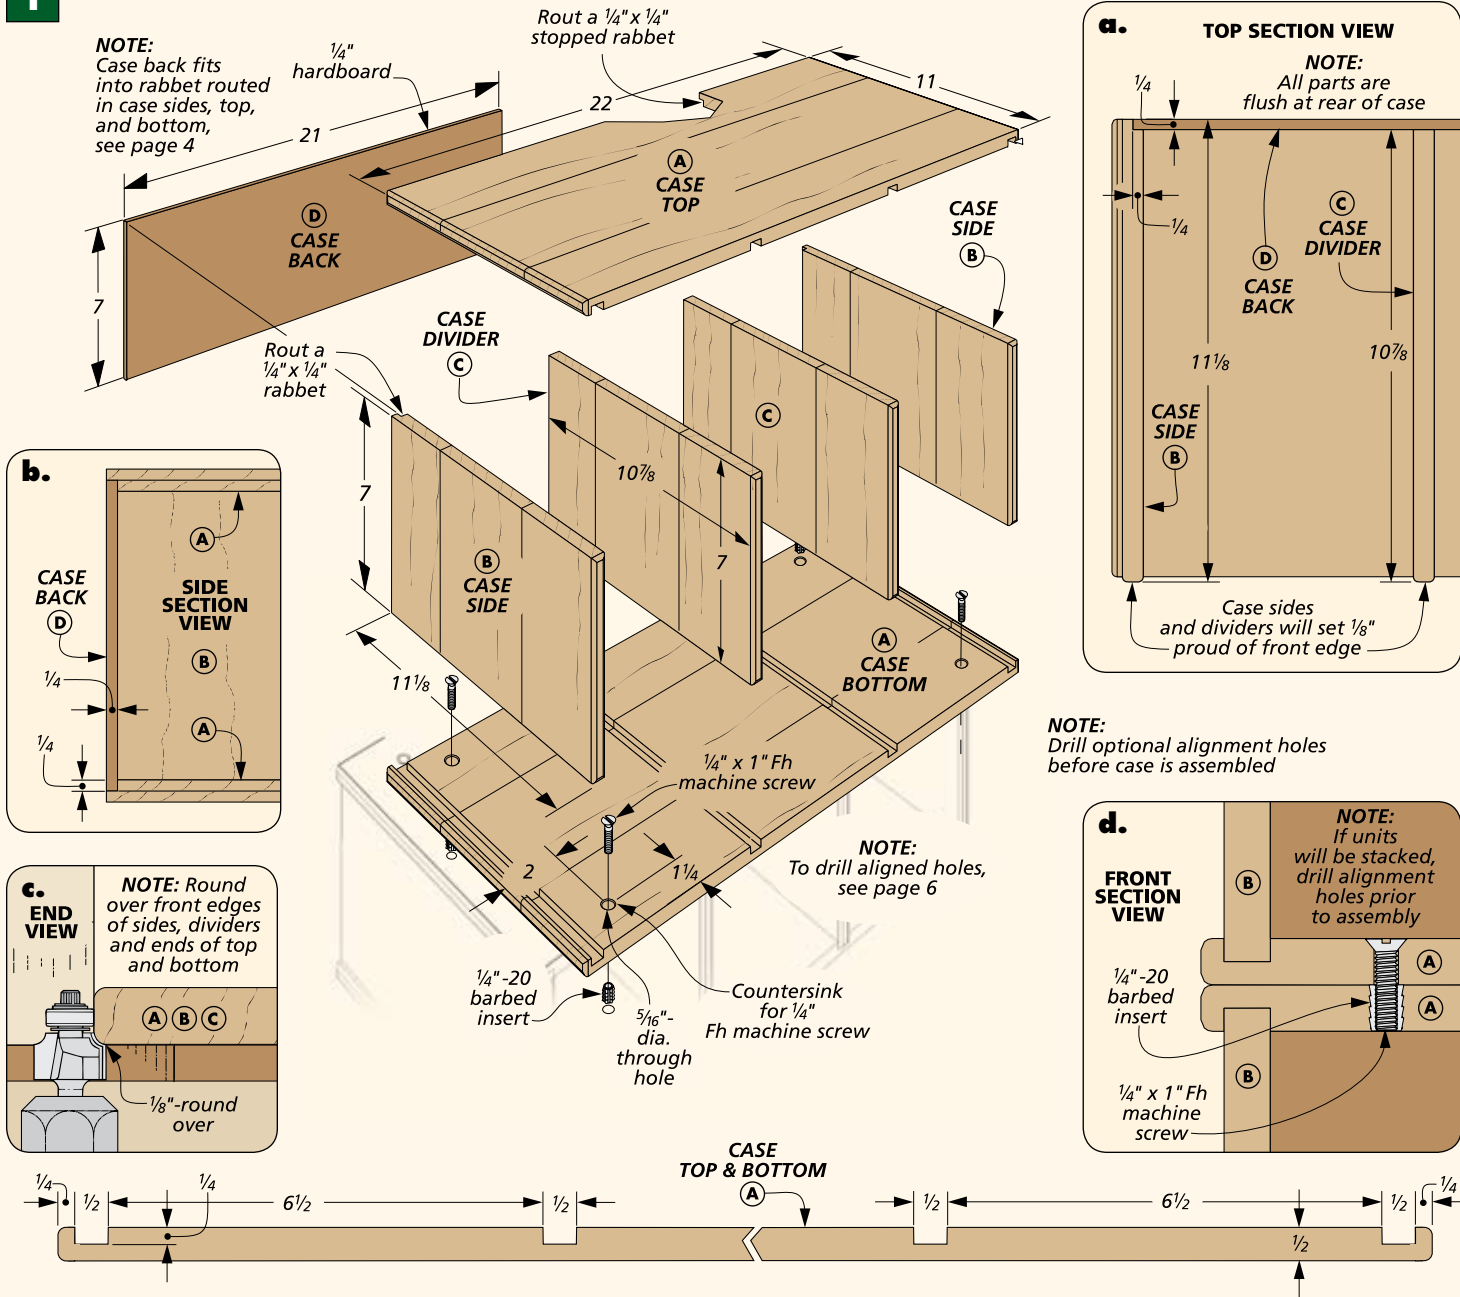 1
NOTE:
Case back fits
into rabbet routed
in case sides, top,
and bottom,
see page 4
¼"
hardboard
Rout a ¼" x ¼"
stopped rabbet
21
22
11
7
D
CASE
BACK
A
CASE
TOP
CASE
SIDE
B
CASE
DIVIDER
C
Rout a
¼" x ¼"
rabbet
7
10⅞
7
C
B
CASE
SIDE
11⅛
A
CASE
BOTTOM
¼" x 1" Fh
machine screw
2
1¼
NOTE:
To drill aligned holes,
see page 6
¼"-20
barbed
insert
5⁄16"-
dia.
through
hole
Countersink
for ¼"
Fh machine screw
a.
TOP SECTION VIEW
NOTE:
All parts are
flush at rear of case
¼
¼
C
CASE
DIVIDER
D
CASE
BACK
11⅛
10⅞
CASE
SIDE
B
Case sides
and dividers will set ⅛"
proud of front edge
NOTE:
Drill optional alignment holes
before case is assembled
b.
A
CASE
BACK
D
SIDE
SECTION
VIEW
B
¼
A
¼
c.
END
VIEW
NOTE: Round
over front edges
of sides, dividers
and ends of top
and bottom
A B C
⅛"-round
over
d.
FRONT
SECTION
VIEW
NOTE:
If units
will be stacked,
drill alignment
holes prior
to assembly
B
A
A
¼"-20
barbed
insert
B
¼" x 1" Fh
machine
screw
CASE
TOP & BOTTOM
A
¼
½
¼
6½
½
½
6½
½
¼
½